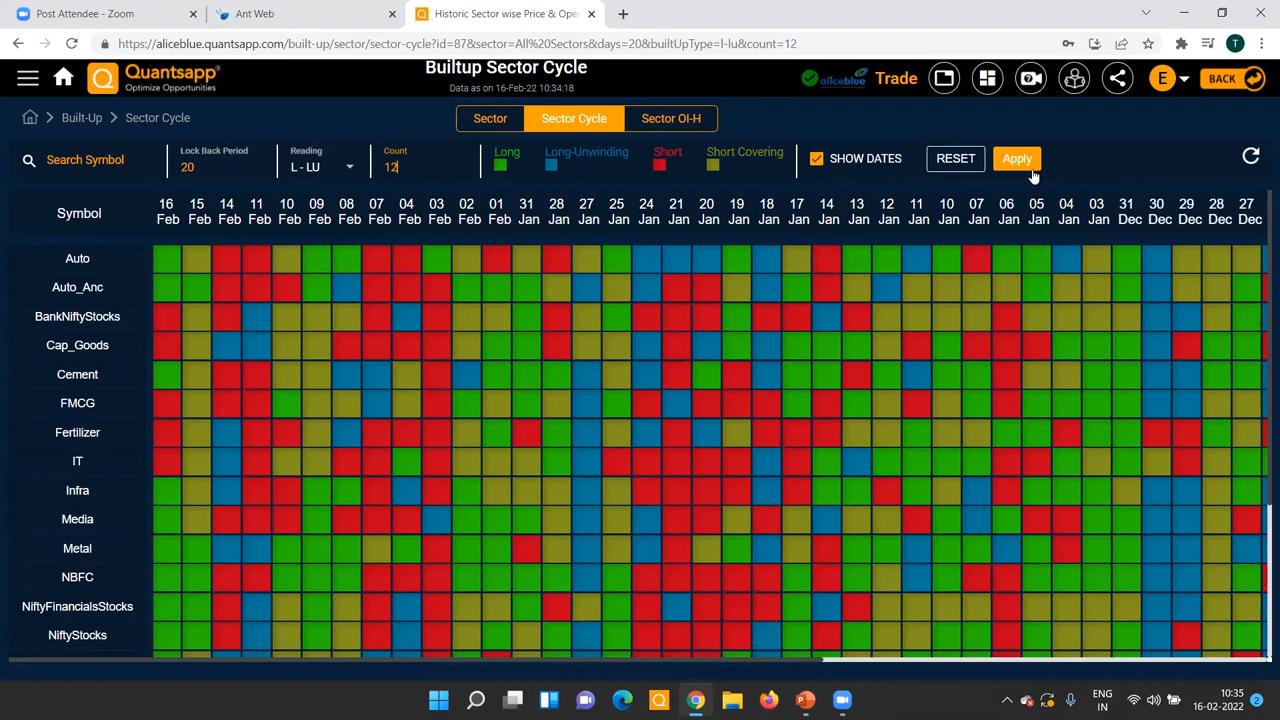 Post Attendee - Zoom
Ant Web
Historic Sector wise Price & Ope
https://aliceblue.quantsapp.com/built-up/sector/sector-cycle?id=87&sector=All%20Sectors&days=20&builtUpType=l-lu&count=12
T
Quantsapp
Optimize Opportunities
Builtup Sector Cycle
Data as on 16-Feb-22 10:34:18
aliceblue Trade
E
BACK
Built-Up > Sector Cycle
Sector
Sector Cycle
Sector OI-H
Search Symbol
Lock Back Period
20
Reading
L - LU
Count
12
Long
Long-Unwinding
Short
Short Covering
SHOW DATES
RESET
Apply
Symbol
16 15 14 11 10 09 08 07 04 03 02 01 31 28 27 25 24 21 20 19 18 17 14 13 12 11 10 07 06 05 04 03 31 30 29 28 27
Feb Feb Feb Feb Feb Feb Feb Feb Feb Feb Feb Feb Jan Jan Jan Jan Jan Jan Jan Jan Jan Jan Jan Jan Jan Jan Jan Jan Jan Jan Jan Jan Dec Dec Dec Dec Dec
Auto
Auto_Anc
BankNiftyStocks
Cap_Goods
Cement
FMCG
Fertilizer
IT
Infra
Media
Metal
NBFC
NiftyFinancialsStocks
NiftyStocks
ENG
IN
10:35
16-02-2022
2